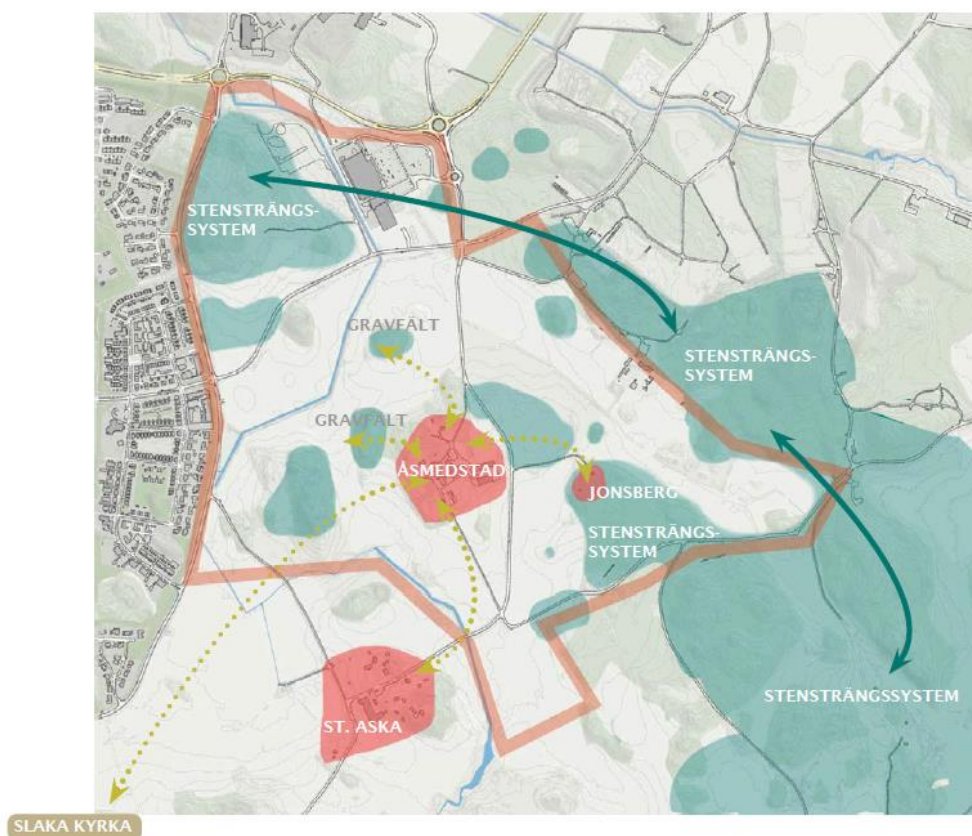 STENSTRÄNGS-
SYSTEM
GRAVFÄLT
STENSTRÄNGS-
SYSTEM
GRAVFÄLT
ÅSMEDSTAD
JONSBERG
STENSTRÄNGS-
SYSTEM
STENSTRÄNGSSYSTEM
ST. ASKA
SLAKA KYRKA